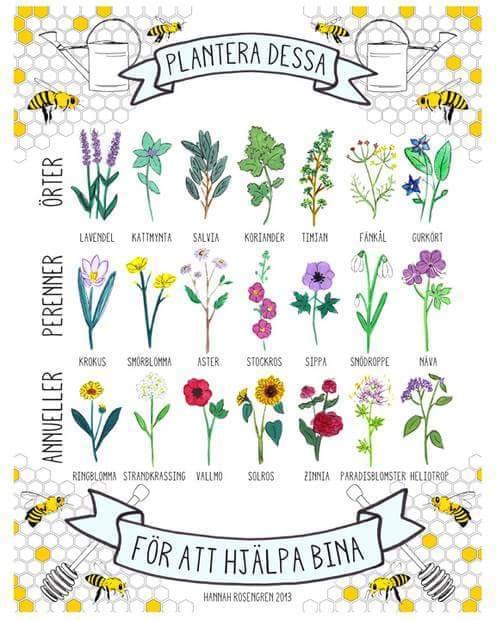 PLANTERA DESSA
ÖRTER
LAVENDEL KATTMYNTA SALVIA KORIANDER TIMIAN FÄNKÅL GURKÖRT
PERENNER
KROKUS SMÖRBLOMMA ASTER STOCKROS SIPPA SNÖDROPPE NÄVA
ANNUELLER
RINGBLOMMA STRANDKRASSING VALLMO SOLROS ZINNIA PARADISBLOMSTER HELIOTROP
FÖR ATT HJÄLPA BINA
HANNAH ROSENGREN 2013